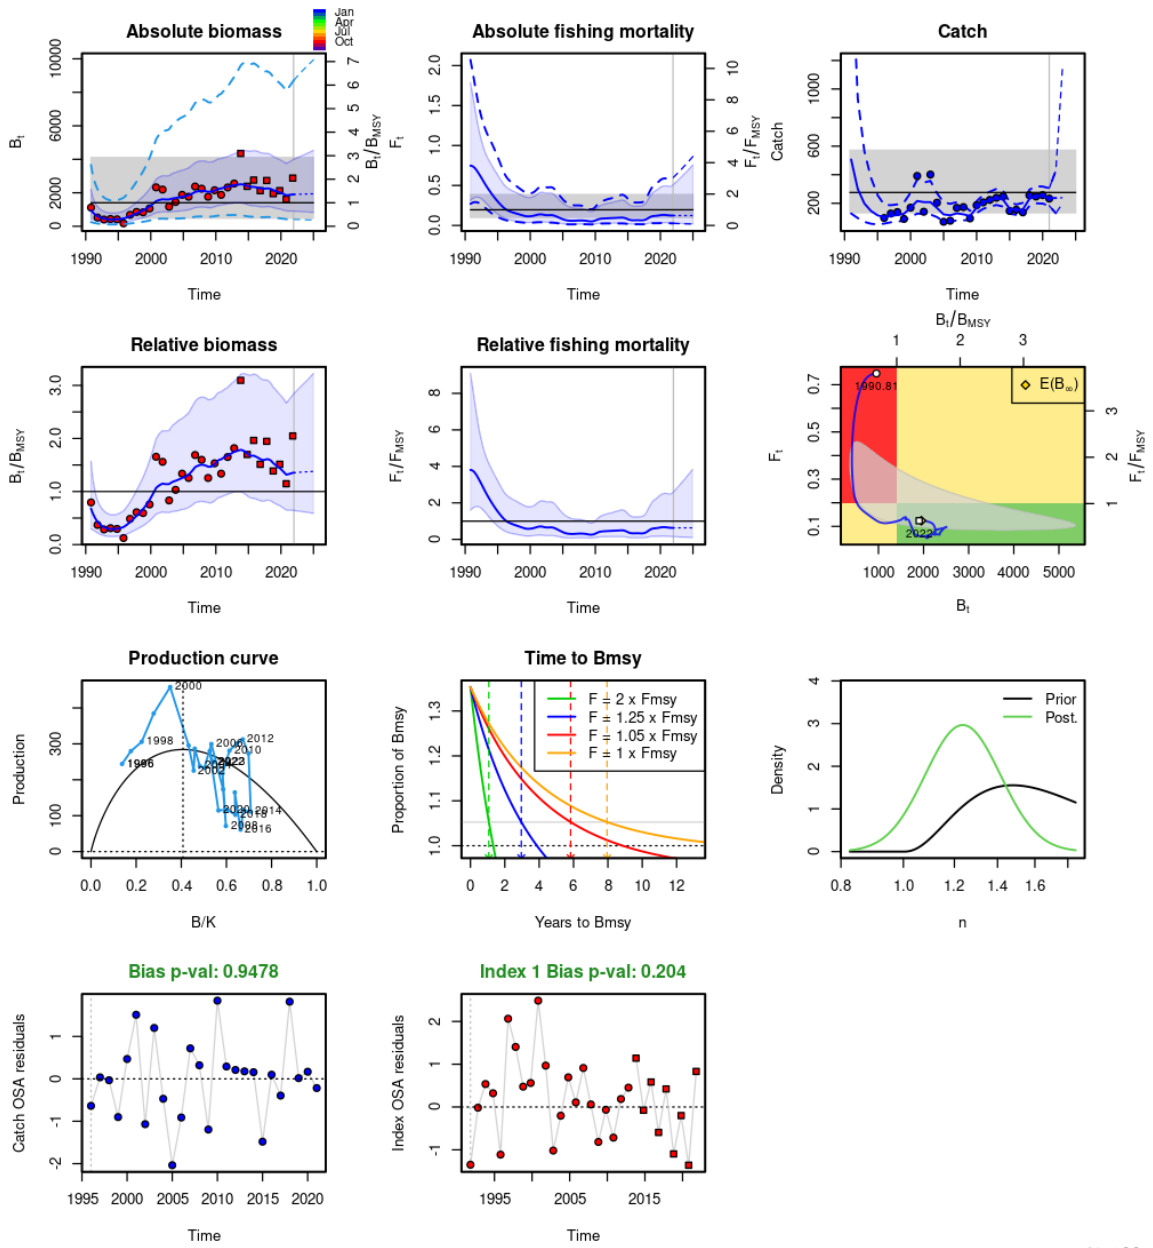 Jan
Apr
Jul
Oct
Absolute biomass
Absolute fishing mortality
Catch
0 2000 6000 10000
Bt
0 1 2 3 4 5 6 7
Bt/BMSY
1990 2000 2010 2020
Time
0.0 0.5 1.0 1.5 2.0
Ft
0 2 4 6 8 10
Ft/FMSY
1990 2000 2010 2020
Time
200 600 1000
Catch
1990 2000 2010 2020
Time
Relative biomass
Relative fishing mortality
Bt/BMSY
1 2 3
0.0 1.0 2.0 3.0
Bt/BMSY
1990 2000 2010 2020
Time
0 2 4 6 8
Ft/FMSY
1990 2000 2010 2020
Time
0.1 0.3 0.5 0.7
Ft
1990.81
2022
E(B∞)
1 2 3
Ft/FMSY
1000 2000 3000 4000 5000
Bt
Production curve
Time to Bmsy
0 100 300
Production
2000
1998
1996
2002
2006
2012
2010
2022
2020
2014
2018
2008
2016
0.0 0.2 0.4 0.6 0.8 1.0
B/K
1.0 1.1 1.2 1.3
Proportion of Bmsy
F = 2 x Fmsy
F = 1.25 x Fmsy
F = 1.05 x Fmsy
F = 1 x Fmsy
0 2 4 6 8 10 12
Years to Bmsy
0 1 2 3 4
Density
Prior
Post.
0.8 1.0 1.2 1.4 1.6
n
Bias p-val: 0.9478
Index 1 Bias p-val: 0.204
-2 -1 0 1
Catch OSA residuals
1995 2000 2005 2010 2015 2020
Time
-1 0 1 2
Index OSA residuals
1995 2005 2015
Time